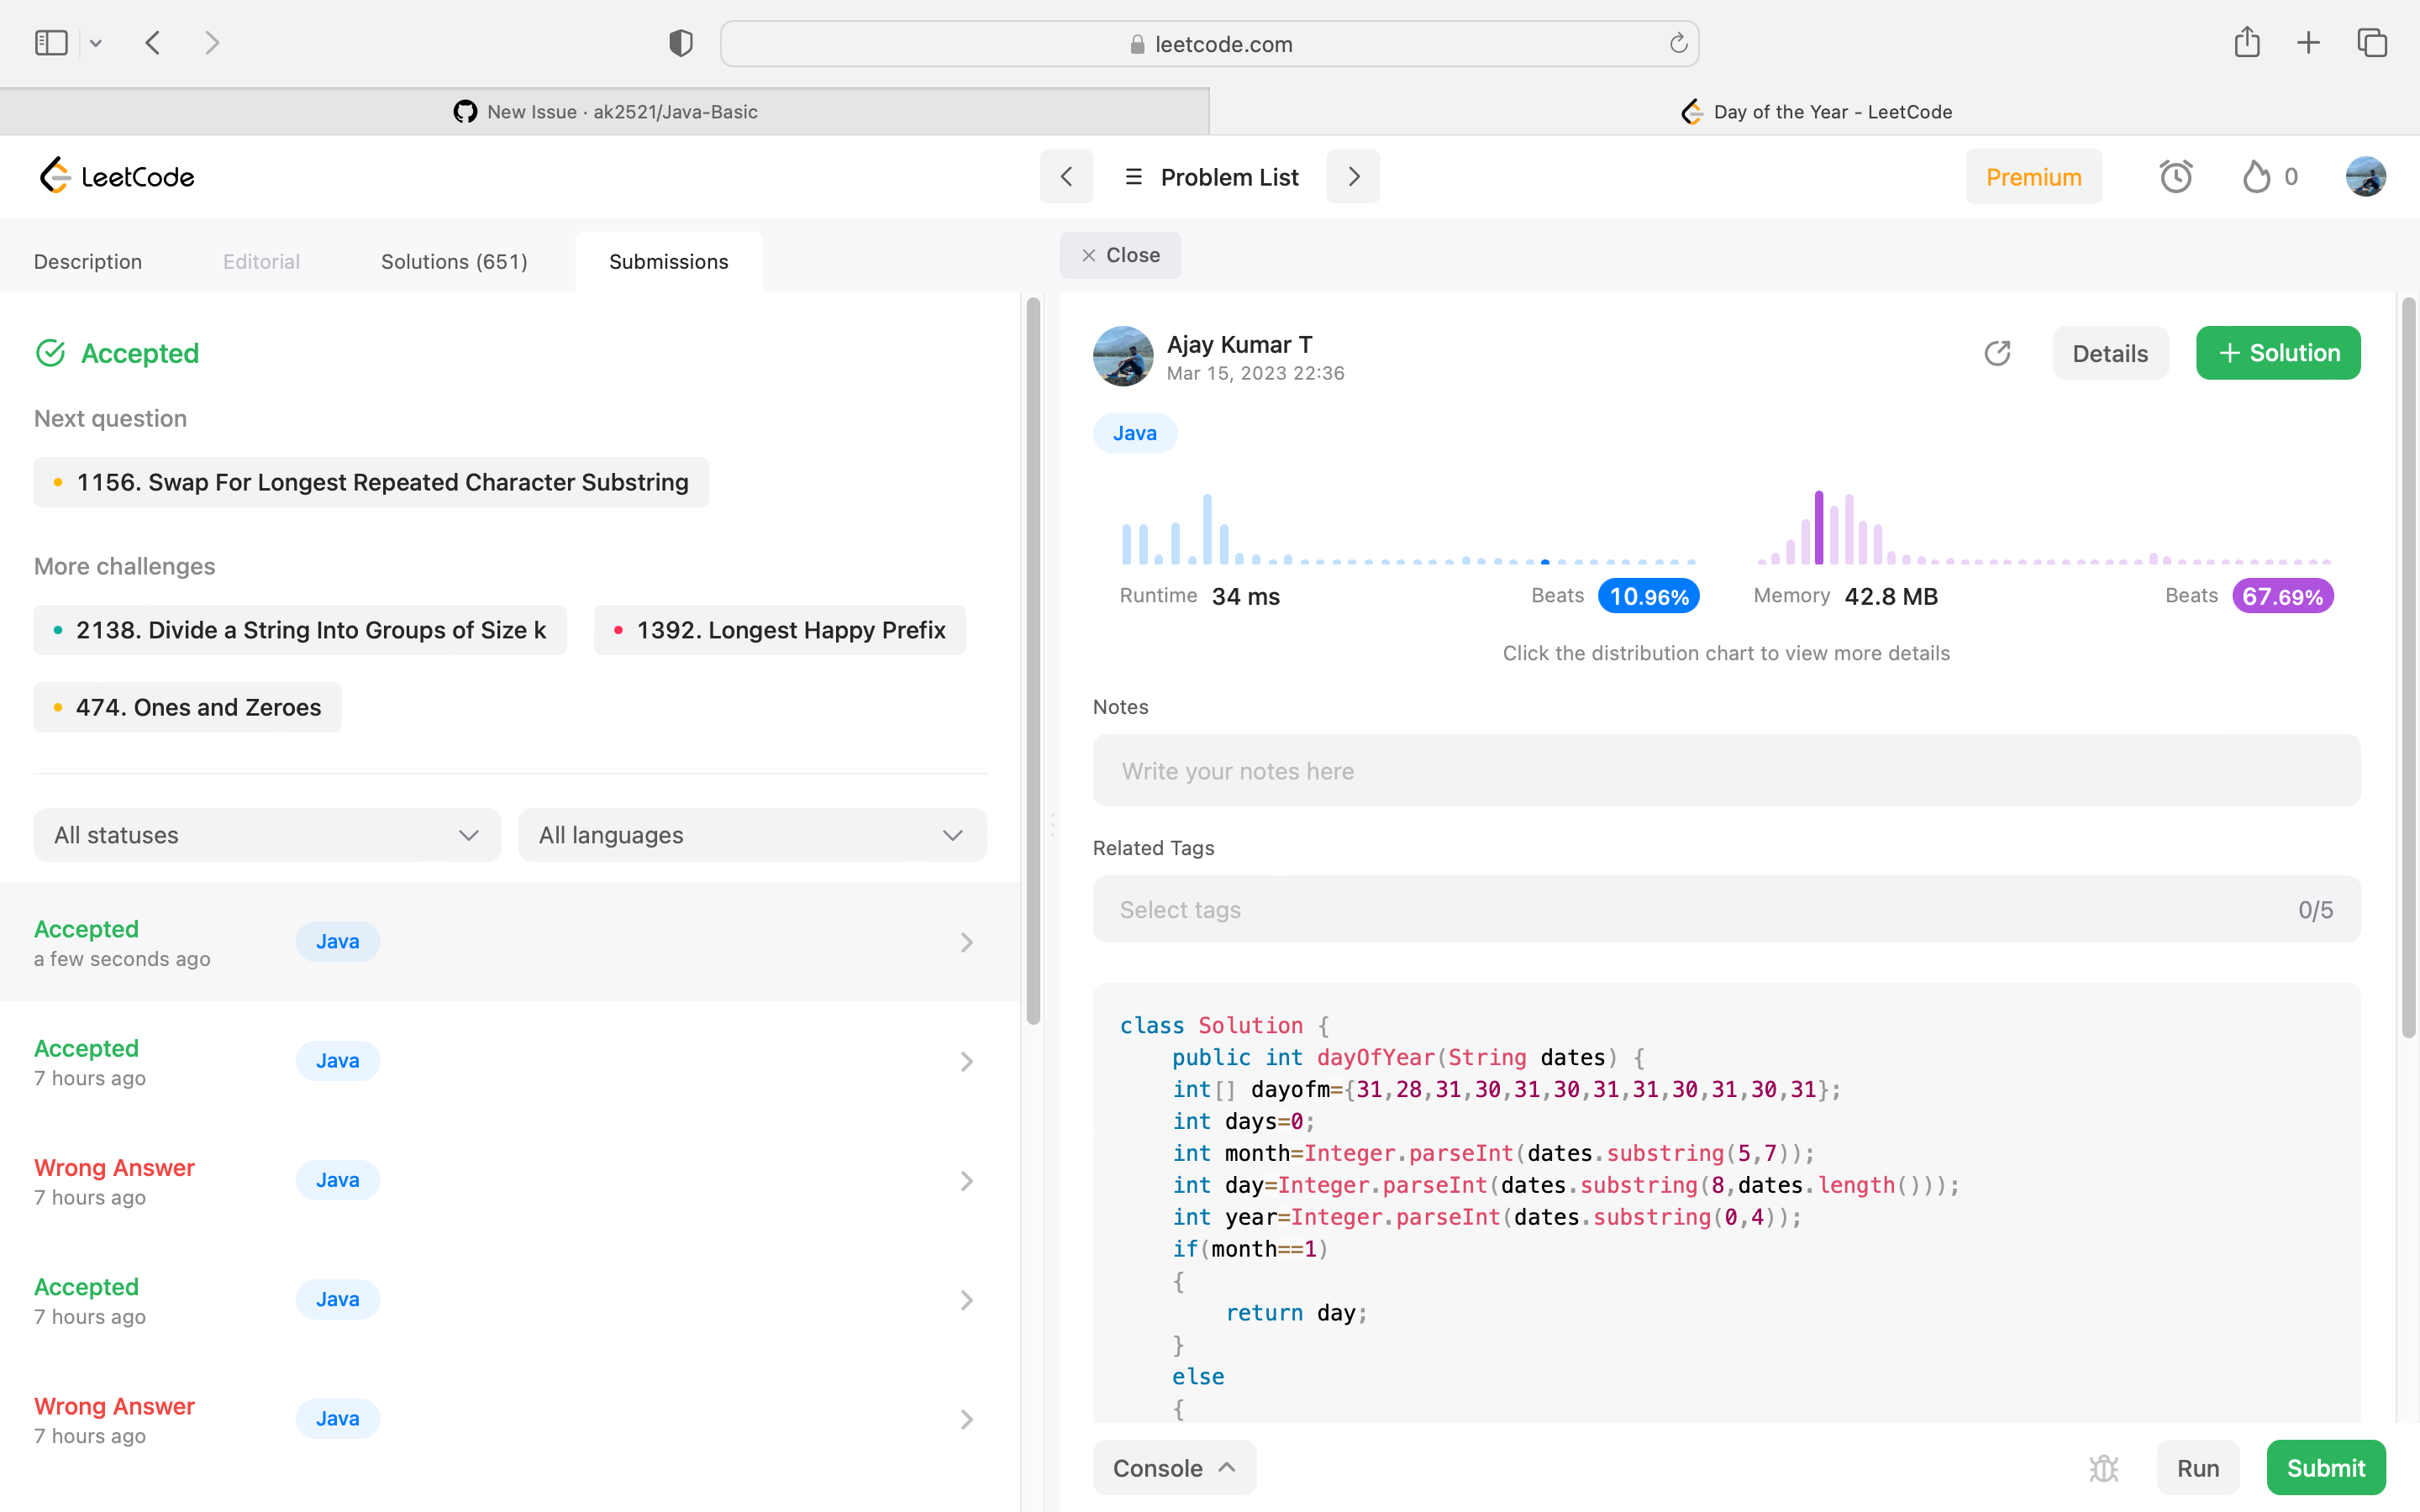 leetcode.com
New Issue · ak2521/Java-Basic
Day of the Year - LeetCode
LeetCode
Problem List
Premium
0
Description
Editorial
Solutions (651)
Submissions
Close
Accepted
Next question
1156. Swap For Longest Repeated Character Substring
More challenges
2138. Divide a String Into Groups of Size k
1392. Longest Happy Prefix
474. Ones and Zeroes
All statuses
All languages
Accepted
a few seconds ago
Java
Accepted
7 hours ago
Java
Wrong Answer
7 hours ago
Java
Accepted
7 hours ago
Java
Wrong Answer
7 hours ago
Java
Ajay Kumar T
Mar 15, 2023 22:36
Details
+ Solution
Java
Runtime 34 ms
Beats 10.96%
Memory 42.8 MB
Beats 67.69%
Click the distribution chart to view more details
Notes
Write your notes here
Related Tags
Select tags
0/5
class Solution {
    public int dayOfYear(String dates) {
    int[] dayofm={31,28,31,30,31,30,31,31,30,31,30,31};
    int days=0;
    int month=Integer.parseInt(dates.substring(5,7));
    int day=Integer.parseInt(dates.substring(8,dates.length()));
    int year=Integer.parseInt(dates.substring(0,4));
    if(month==1)
    {
        return day;
    }
    else
    {
Console
Run
Submit